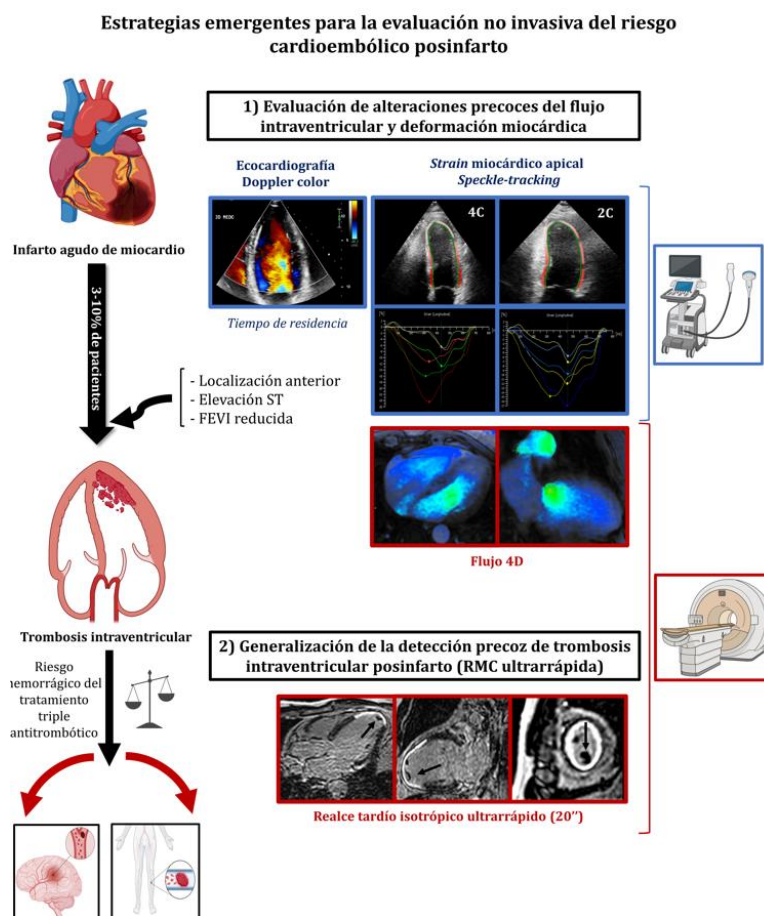 Estrategias emergentes para la evaluación no invasiva del riesgo
cardioembólico posinfarto
1) Evaluación de alteraciones precoces del flujo
intraventricular y deformación miocárdica
Ecocardiografía
Doppler color
Strain miocárdico apical
Speckle-tracking
4C
2C
Infarto agudo de miocardio
Tiempo de residencia
3-10% de pacientes
- Localización anterior
- Elevación ST
- FEVI reducida
Flujo 4D
Trombosis intraventricular
2) Generalización de la detección precoz de trombosis
intraventricular posinfarto (RMC ultrarrápida)
Riesgo
hemorrágico del
tratamiento
triple
antitrombótico
Realce tardío isotrópico ultrarrápido (20’’)